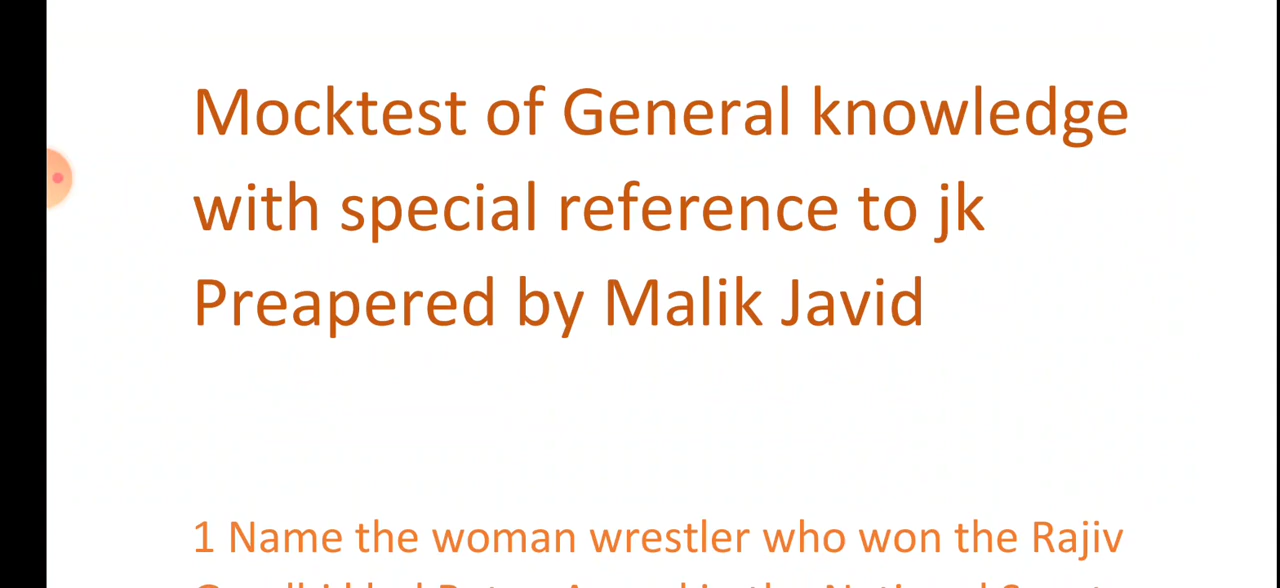 Mocktest of General knowledge
with special reference to jk
Preapered by Malik Javid
1 Name the woman wrestler who won the Rajiv